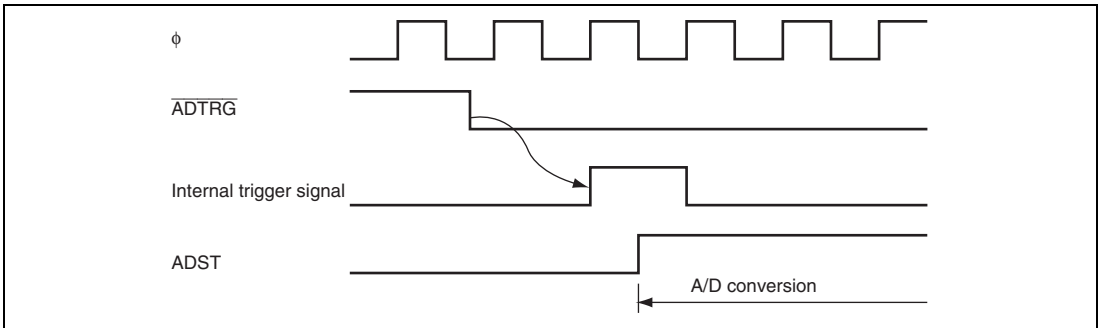 ϕ
ADTRG
Internal trigger signal
ADST
A/D conversion